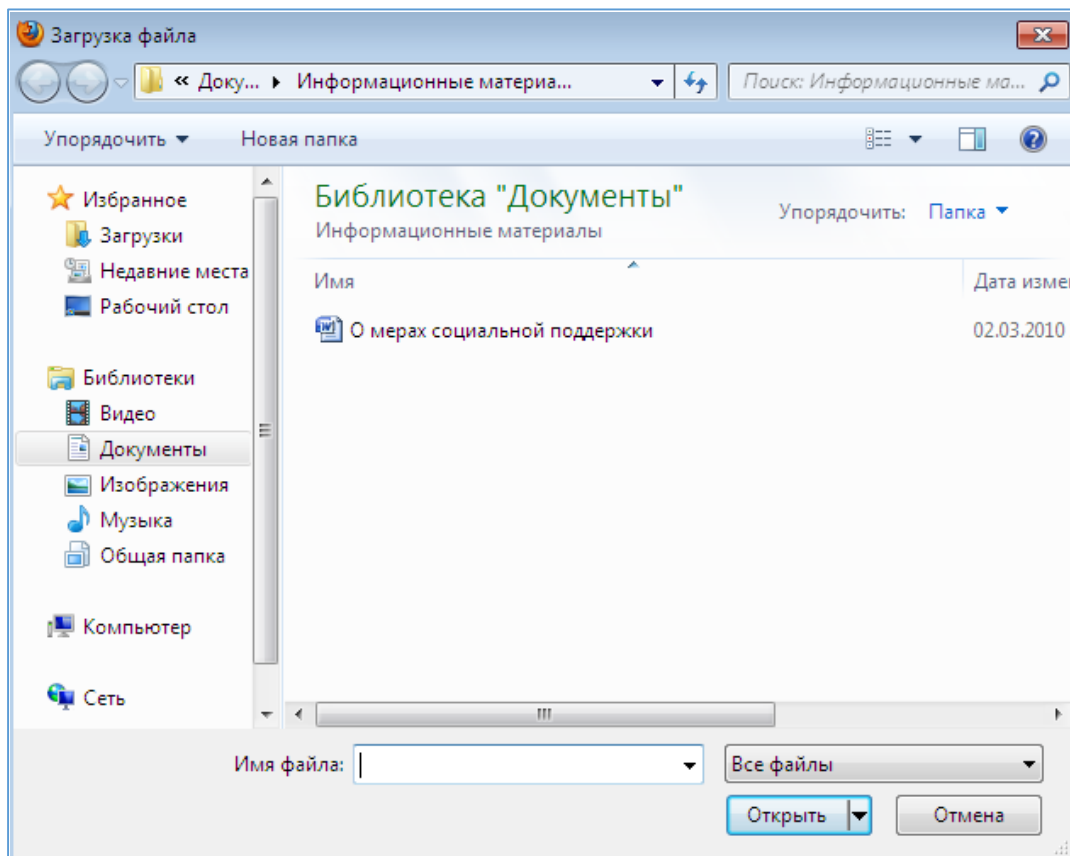 Загрузка файла
« Доку... Информационные материа...
Поиск: Информационные ма...
Упорядочить
Новая папка
Избранное
Загрузки
Недавние места
Рабочий стол
Библиотеки
Видео
Документы
Изображения
Музыка
Общая папка
Компьютер
Сеть
Библиотека "Документы"
Информационные материалы
Упорядочить: Папка
Имя
Дата изме
О мерах социальной поддержки
02.03.2010
Имя файла:
Все файлы
Открыть
Отмена